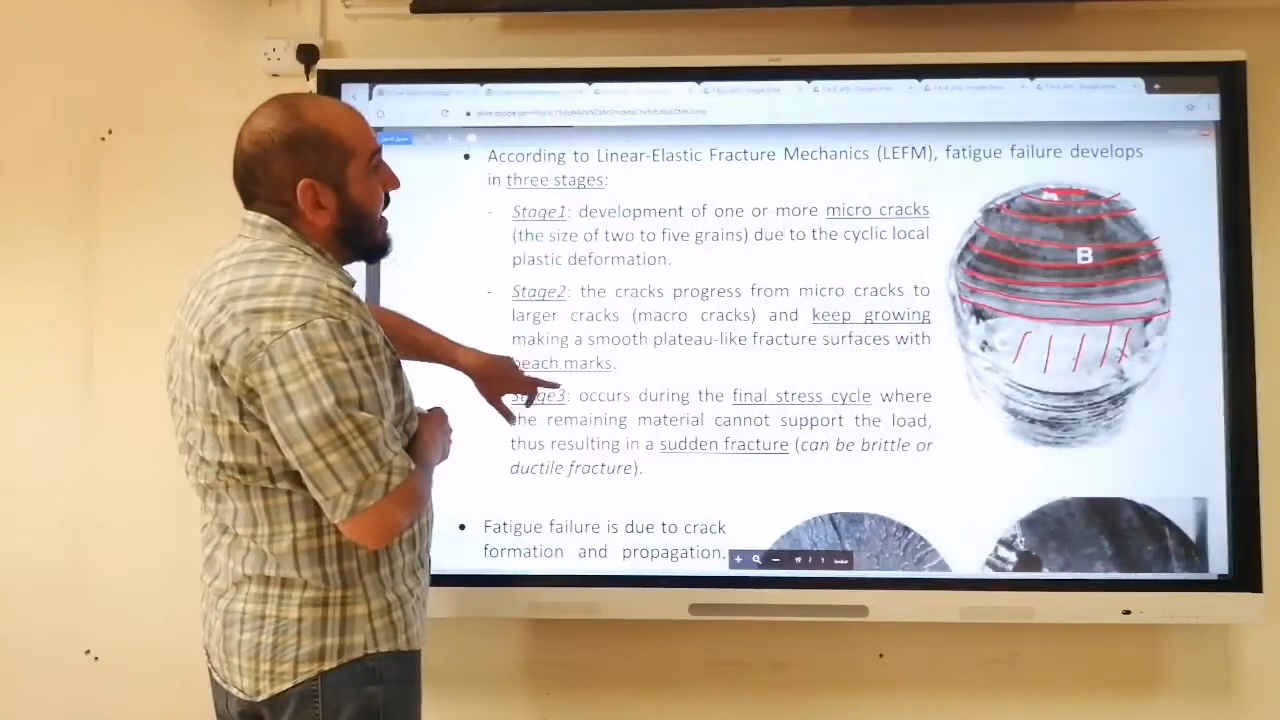 • According to Linear-Elastic Fracture Mechanics (LEFM), fatigue failure develops
in three stages:
- Stage1: development of one or more micro cracks
(the size of two to five grains) due to the cyclic local
plastic deformation.
- Stage2: the cracks progress from micro cracks to
larger cracks (macro cracks) and keep growing
making a smooth plateau-like fracture surfaces with
beach marks.
Stage3: occurs during the final stress cycle where
the remaining material cannot support the load,
thus resulting in a sudden fracture (can be brittle or
ductile fracture).
B
• Fatigue failure is due to crack
formation and propagation.